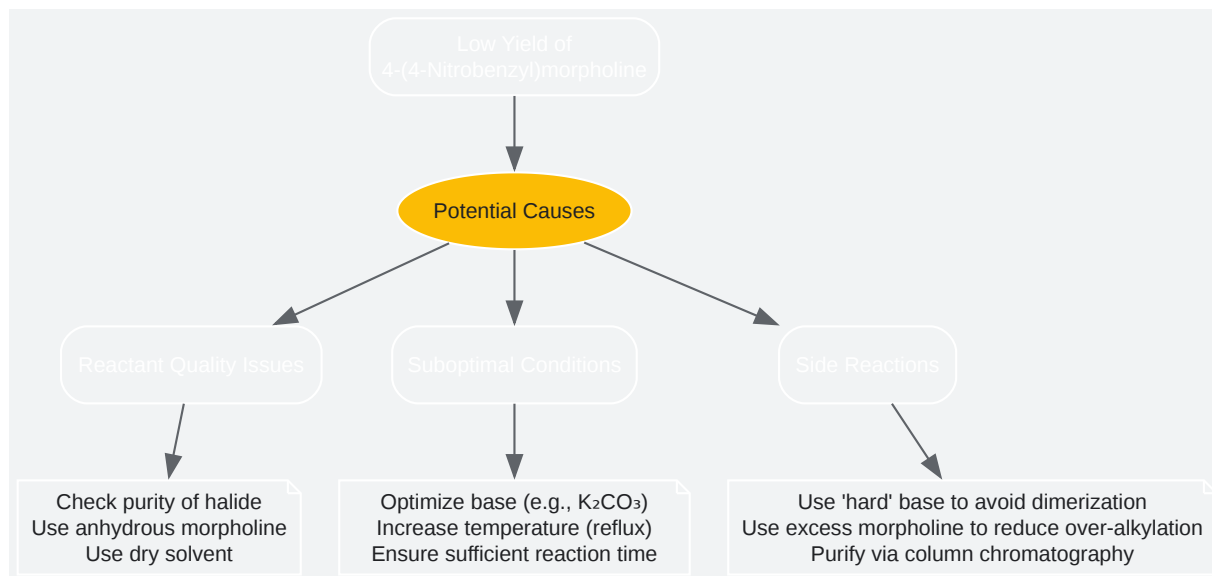 Low Yield of
4-(4-Nitrobenzyl)morpholine
Potential Causes
Reactant Quality Issues
Suboptimal Conditions
Side Reactions
Check purity of halide
Use anhydrous morpholine
Use dry solvent
Optimize base (e.g., K₂CO₃)
Increase temperature (reflux)
Ensure sufficient reaction time
Use 'hard' base to avoid dimerization
Use excess morpholine to reduce over-alkylation
Purify via column chromatography